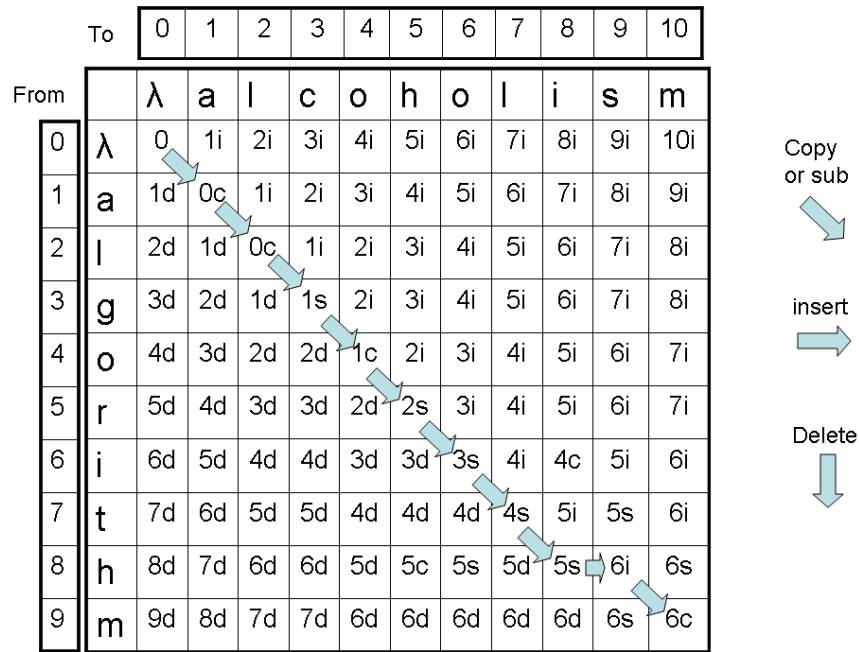 To 0 1 2 3 4 5 6 7 8 9 10
From λ a l c o h o l i s m
0 λ 0 1i 2i 3i 4i 5i 6i 7i 8i 9i 10i
1 a 1d 0c 1i 2i 3i 4i 5i 6i 7i 8i 9i
2 l 2d 1d 0c 1i 2i 3i 4i 5i 6i 7i 8i
3 g 3d 2d 1d 1s 2i 3i 4i 5i 6i 7i 8i
4 o 4d 3d 2d 2d 1c 2i 3i 4i 5i 6i 7i
5 r 5d 4d 3d 3d 2d 2s 3i 4i 5i 6i 7i
6 i 6d 5d 4d 4d 3d 3d 3s 4i 4c 5i 6i
7 t 7d 6d 5d 5d 4d 4d 4d 4s 5i 5s 6i
8 h 8d 7d 6d 6d 5d 5c 5s 5d 5s 6i 6s
9 m 9d 8d 7d 7d 6d 6d 6d 6d 6d 6s 6c
Copy
or sub
insert
Delete